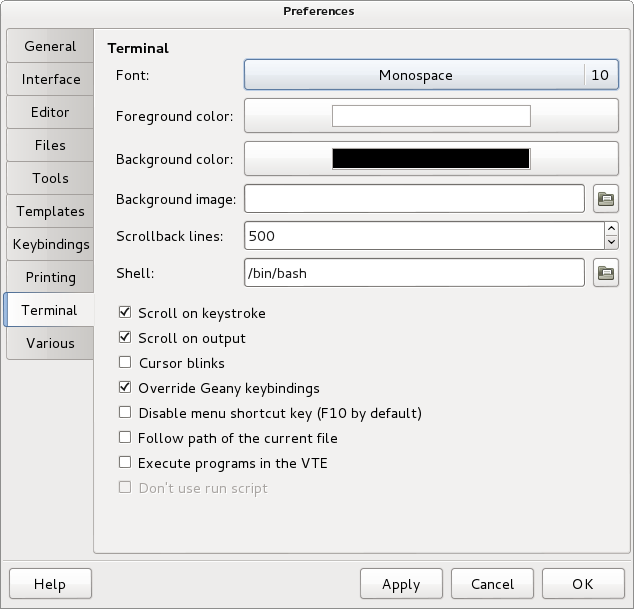 Preferences
General
Interface
Editor
Files
Tools
Templates
Keybindings
Printing
Terminal
Various
Terminal
Font: Monospace 10
Foreground color:
Background color:
Background image:
Scrollback lines: 500
Shell: /bin/bash
Scroll on keystroke
Scroll on output
Cursor blinks
Override Geany keybindings
Disable menu shortcut key (F10 by default)
Follow path of the current file
Execute programs in the VTE
Don't use run script
Help Apply Cancel OK